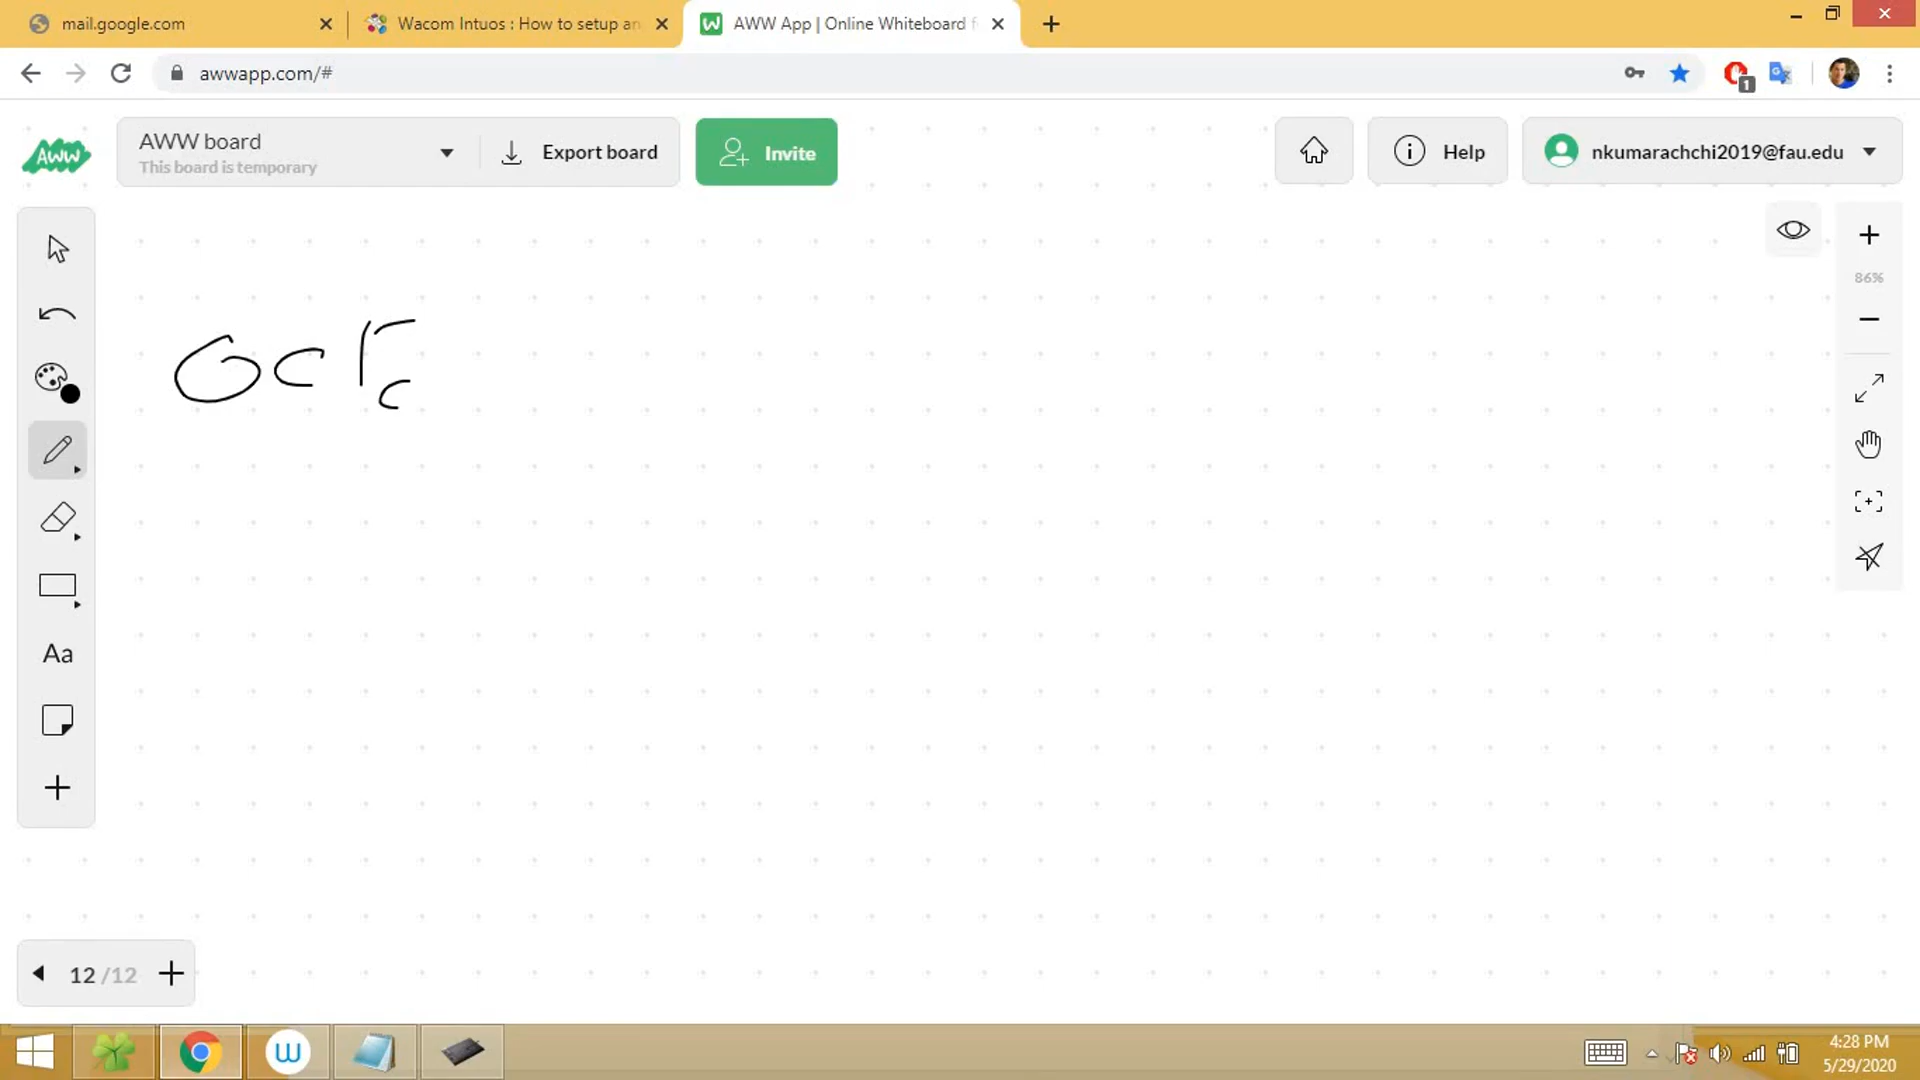 mail.google.com
Wacom Intuos : How to setup an
AWW App | Online Whiteboard f
awwapp.com/#
1
AWW
AWW board
This board is temporary
Export board
Invite
Help
nkumarachchi2019@fau.edu
86%
Aa
12 /12
4:28 PM
5/29/2020